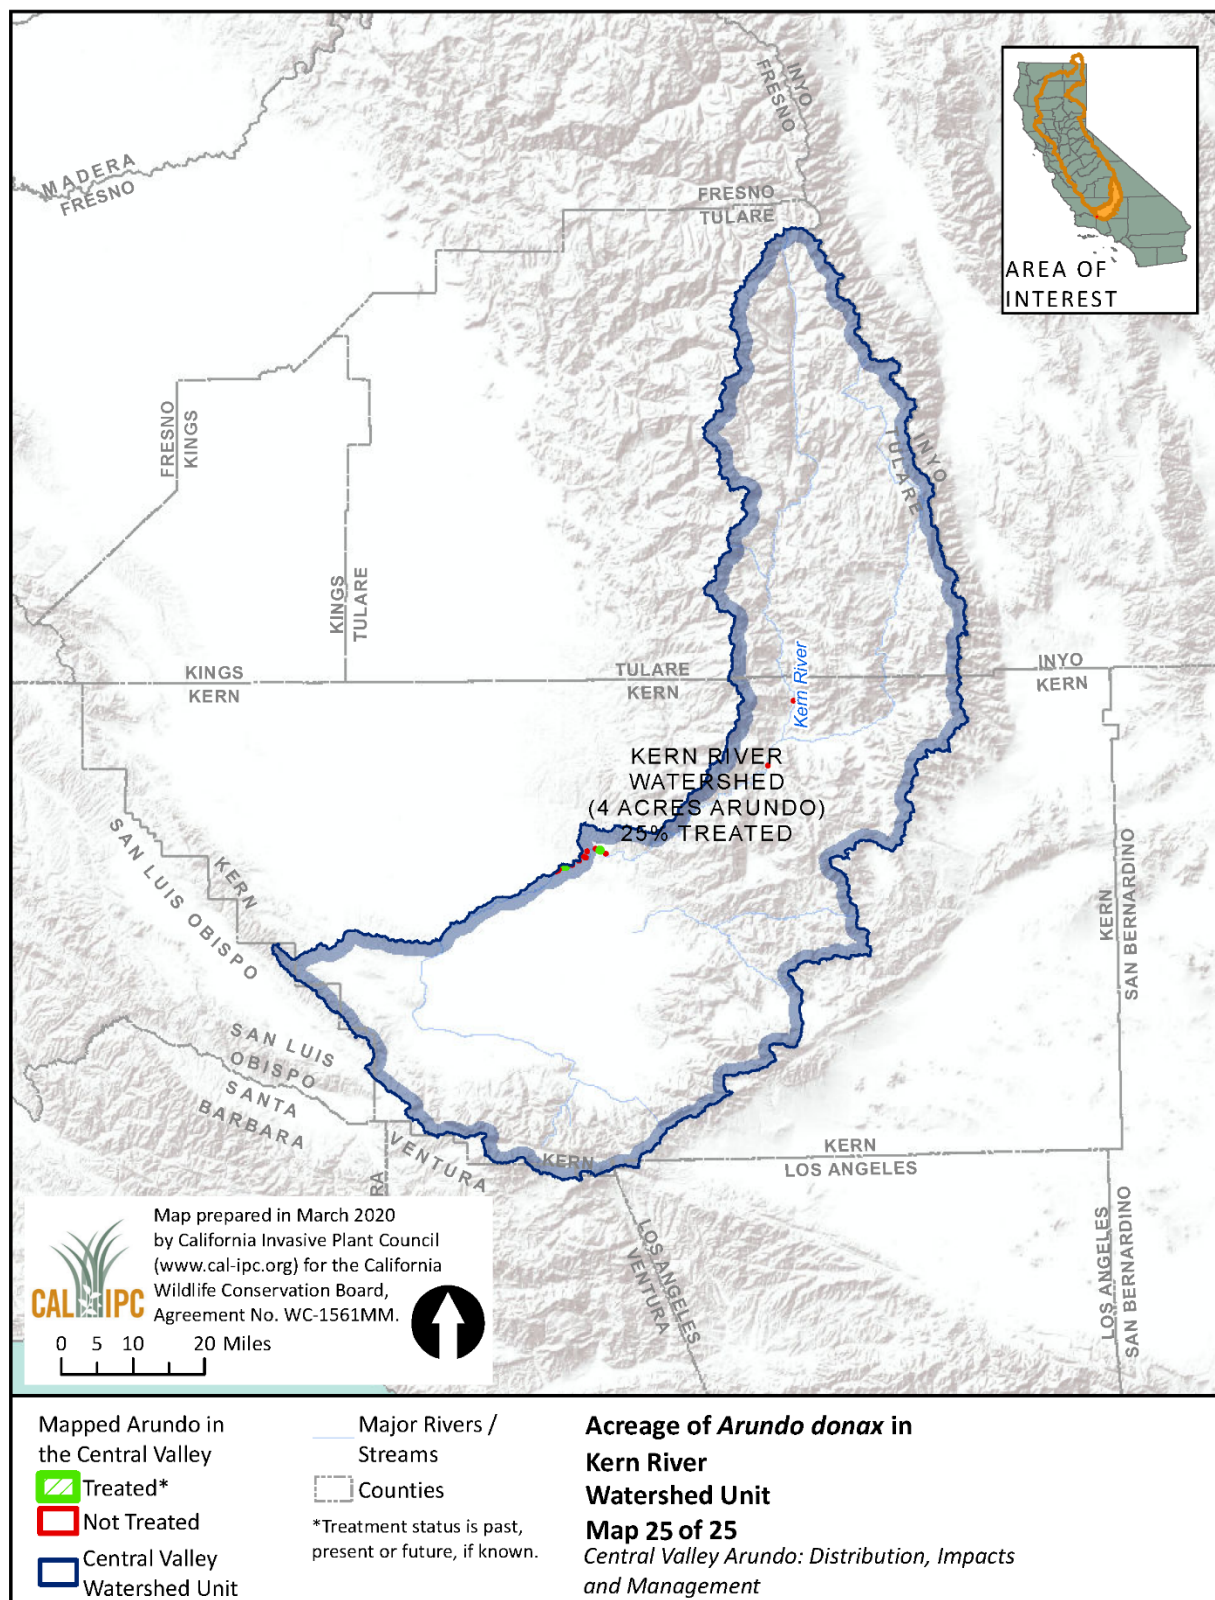 INYO
FRESNO
MADERA
FRESNO
FRESNO
TULARE
AREA OF
INTEREST
FRESNO
KINGS
INYO
TULARE
KINGS
TULARE
Kern River
KINGS
KERN
TULARE
KERN
INYO
KERN
KERN RIVER
WATERSHED
(4 ACRES ARUNDO)
25% TREATED
KERN
SAN LUIS OBISPO
KERN
SAN BERNARDINO
SAN LUIS
OBISPO
SANTA
BARBARA
VENTURA
KERN
KERN
LOS ANGELES
RA
LOS ANGELES
VENTURA
LOS ANGELES
SAN BERNARDINO
CAL-IPC
Map prepared in March 2020
by California Invasive Plant Council
(www.cal-ipc.org) for the California
Wildlife Conservation Board,
Agreement No. WC-1561MM.
0 5 10 20 Miles
Mapped Arundo in
the Central Valley
Treated*
Not Treated
Central Valley
Watershed Unit
Major Rivers /
Streams
Counties
*Treatment status is past,
present or future, if known.
Acreage of Arundo donax in
Kern River
Watershed Unit
Map 25 of 25
Central Valley Arundo: Distribution, Impacts
and Management